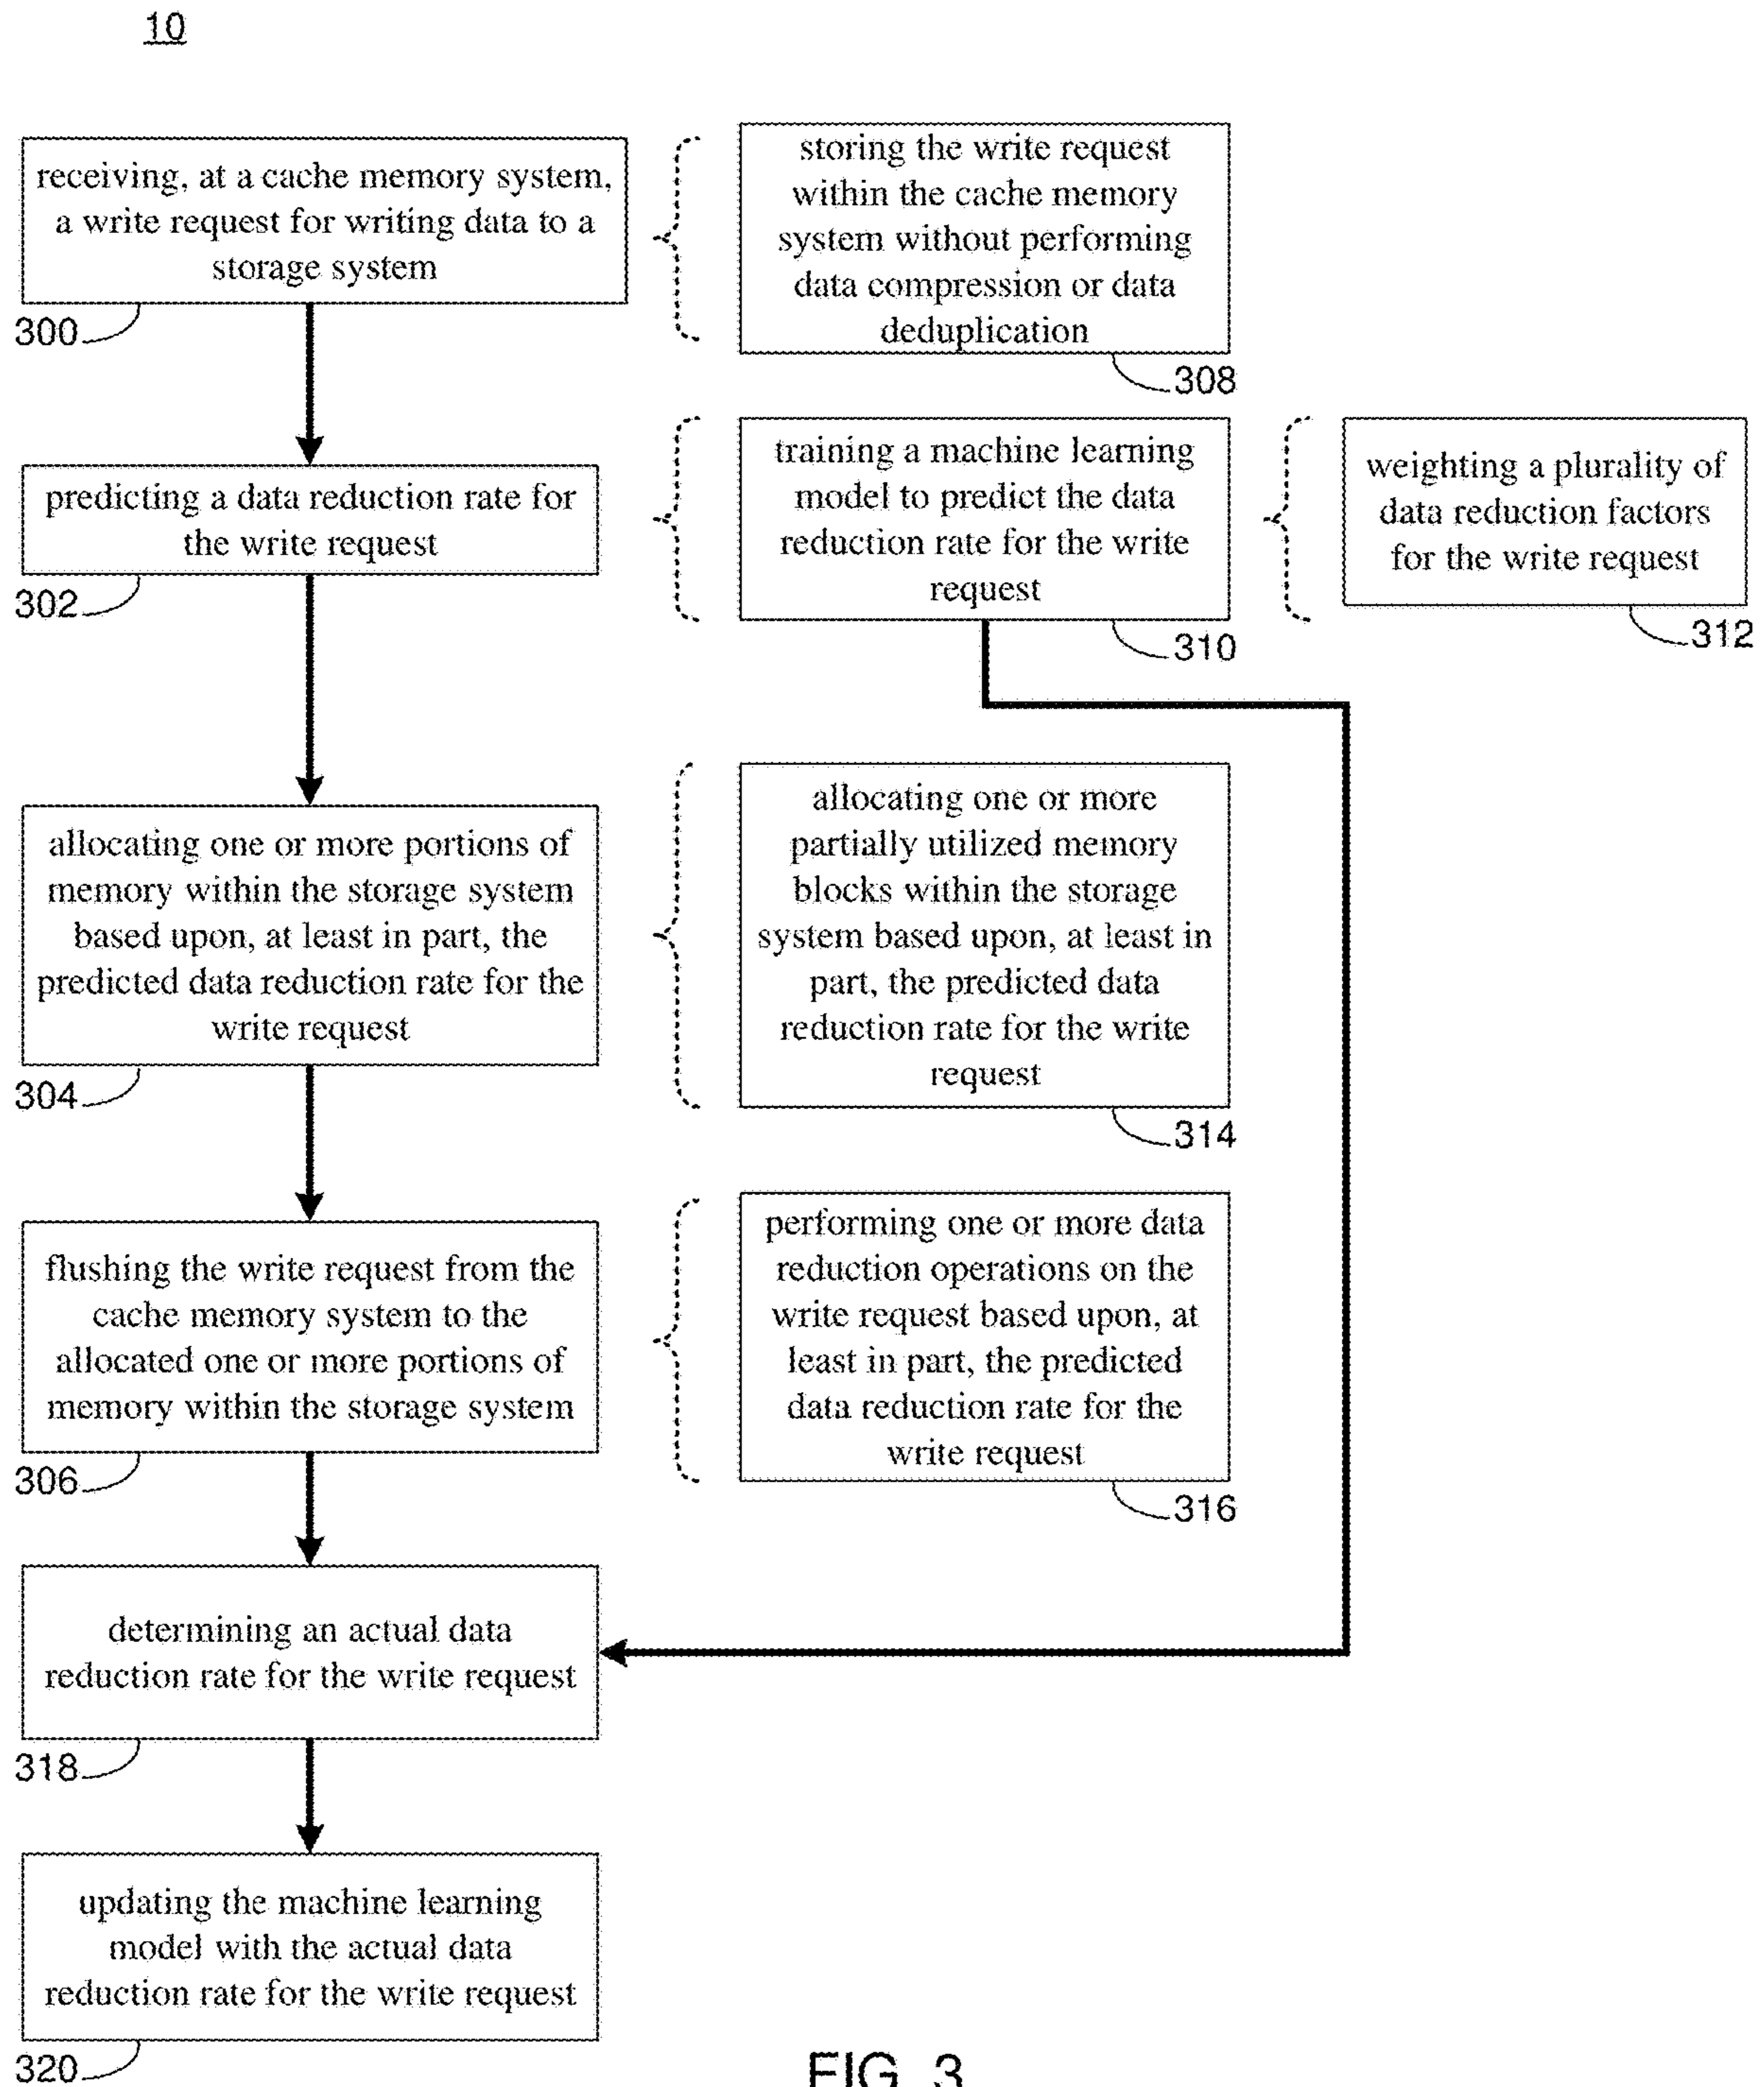 10
receiving, at a cache memory system,
a write request for writing data to a
storage system
300
storing the write request
within the cache memory
system without performing
data compression or data
deduplication
308
predicting a data reduction rate for
the write request
302
training a machine learning
model to predict the data
reduction rate for the write
request
310
weighting a plurality of
data reduction factors
for the write request
312
allocating one or more portions of
memory within the storage system
based upon, at least in part, the
predicted data reduction rate for the
write request
304
allocating one or more
partially utilized memory
blocks within the storage
system based upon, at least in
part, the predicted data
reduction rate for the write
request
314
flushing the write request from the
cache memory system to the
allocated one or more portions of
memory within the storage system
306
performing one or more data
reduction operations on the
write request based upon, at
least in part, the predicted
data reduction rate for the
write request
316
determining an actual data
reduction rate for the write request
318
updating the machine learning
model with the actual data
reduction rate for the write request
320
FIG. 3